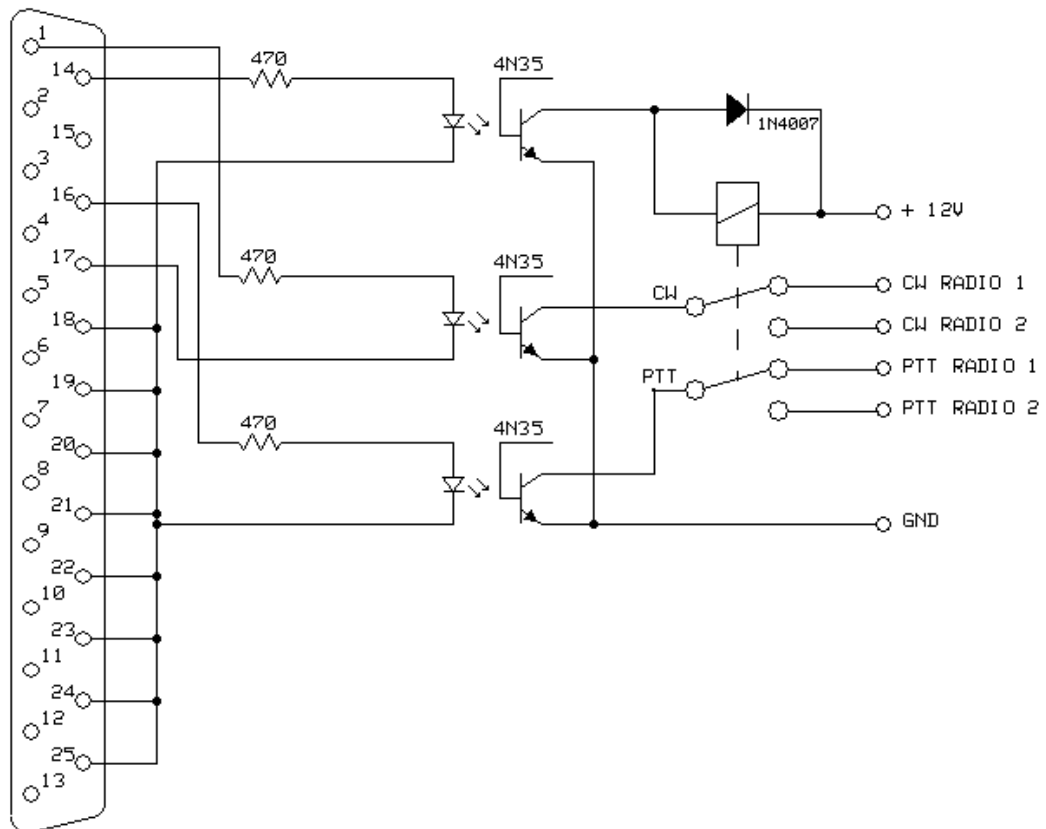 1
14
2
15
3
16
4
17
5
18
6
19
7
20
8
21
9
22
10
23
11
24
12
25
13
470
4N35
1N4007
+ 12V
470
4N35
CW
CW RADIO 1
CW RADIO 2
PTT
PTT RADIO 1
PTT RADIO 2
470
4N35
GND